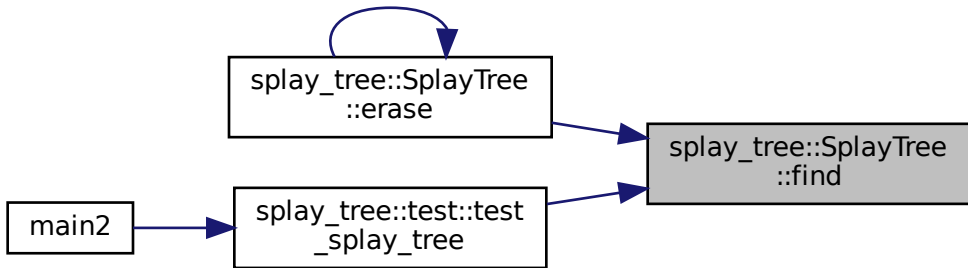 splay_tree::SplayTree
::erase
splay_tree::SplayTree
::find
main2
splay_tree::test::test
_splay_tree